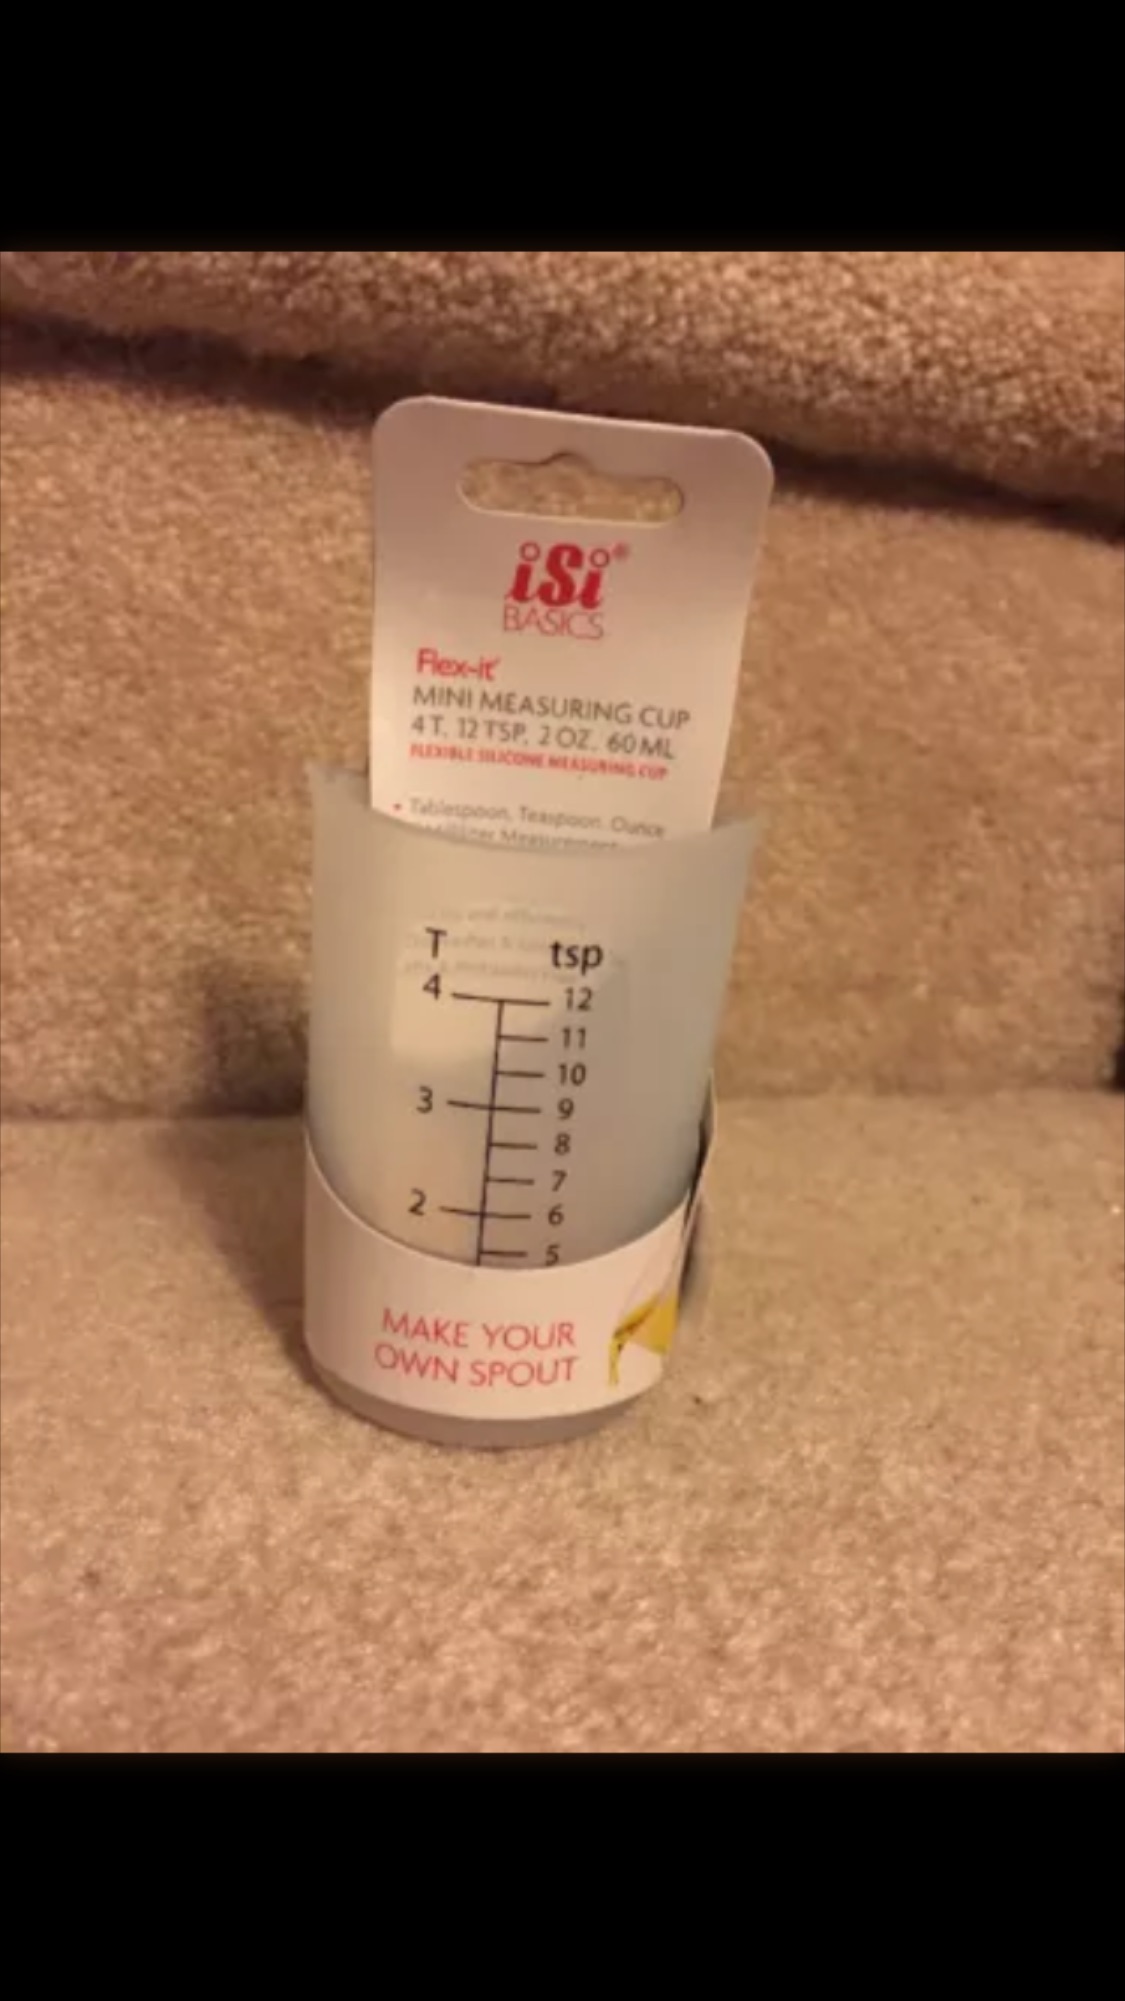 iSi®
BASICS
Flex-it®
MINI MEASURING CUP
4 T, 12 TSP, 2 OZ, 60 ML
FLEXIBLE SILICONE MEASURING CUP
• Tablespoon, Teaspoon, Ounce
Measurement
T tsp
4 12
11
10
3 9
8
7
2 6
5
MAKE YOUR
OWN SPOUT